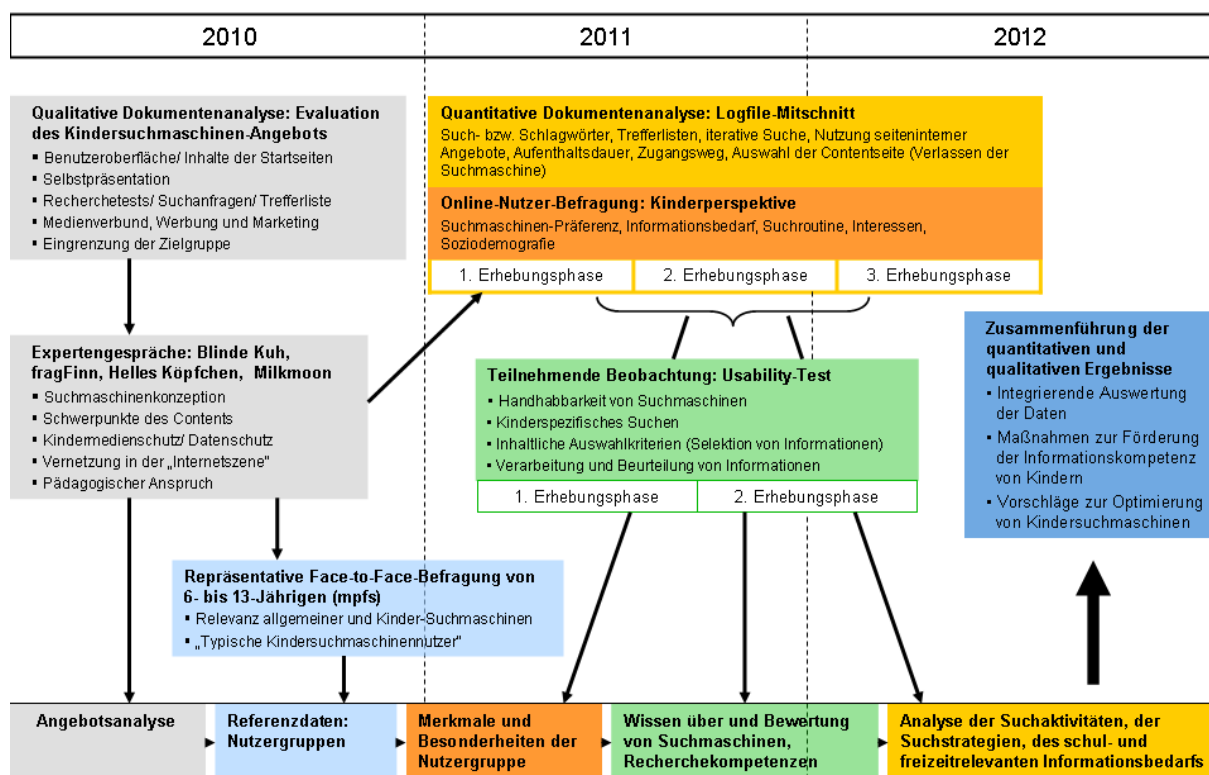 2010
2011
2012
Qualitative Dokumentenanalyse: Evaluation
des Kindersuchmaschinen-Angebots
▪ Benutzeroberfläche/ Inhalte der Startseiten
▪ Selbstpräsentation
▪ Recherchetests/ Suchanfragen/ Trefferliste
▪ Medienverbund, Werbung und Marketing
▪ Eingrenzung der Zielgruppe
Quantitative Dokumentenanalyse: Logfile-Mitschnitt
Such- bzw. Schlagwörter, Trefferlisten, iterative Suche, Nutzung seiteninterner
Angebote, Aufenthaltsdauer, Zugangsweg, Auswahl der Contentseite (Verlassen der
Suchmaschine)
Online-Nutzer-Befragung: Kinderperspektive
Suchmaschinen-Präferenz, Informationsbedarf, Suchroutine, Interessen,
Soziodemografie
1. Erhebungsphase
2. Erhebungsphase
3. Erhebungsphase
Expertengespräche: Blinde Kuh,
fragFinn, Helles Köpfchen, Milkmoon
▪ Suchmaschinenkonzeption
▪ Schwerpunkte des Contents
▪ Kindermedienschutz/ Datenschutz
▪ Vernetzung in der „Internetszene"
▪ Pädagogischer Anspruch
Teilnehmende Beobachtung: Usability-Test
▪ Handhabbarkeit von Suchmaschinen
▪ Kinderspezifisches Suchen
▪ Inhaltliche Auswahlkriterien (Selektion von Informationen)
▪ Verarbeitung und Beurteilung von Informationen
1. Erhebungsphase
2. Erhebungsphase
Zusammenführung der
quantitativen und
qualitativen Ergebnisse
▪ Integrierende Auswertung
der Daten
▪ Maßnahmen zur Förderung
der Informationskompetenz
von Kindern
▪ Vorschläge zur Optimierung
von Kindersuchmaschinen
Repräsentative Face-to-Face-Befragung von
6- bis 13-Jährigen (mpfs)
▪ Relevanz allgemeiner und Kinder-Suchmaschinen
▪ „Typische Kindersuchmaschinennutzer"
Angebotsanalyse
Referenzdaten:
Nutzergruppen
Merkmale und
Besonderheiten der
Nutzergruppe
Wissen über und Bewertung
von Suchmaschinen,
Recherchekompetenzen
Analyse der Suchaktivitäten, der
Suchstrategien, des schul- und
freizeitrelevanten Informationsbedarfs